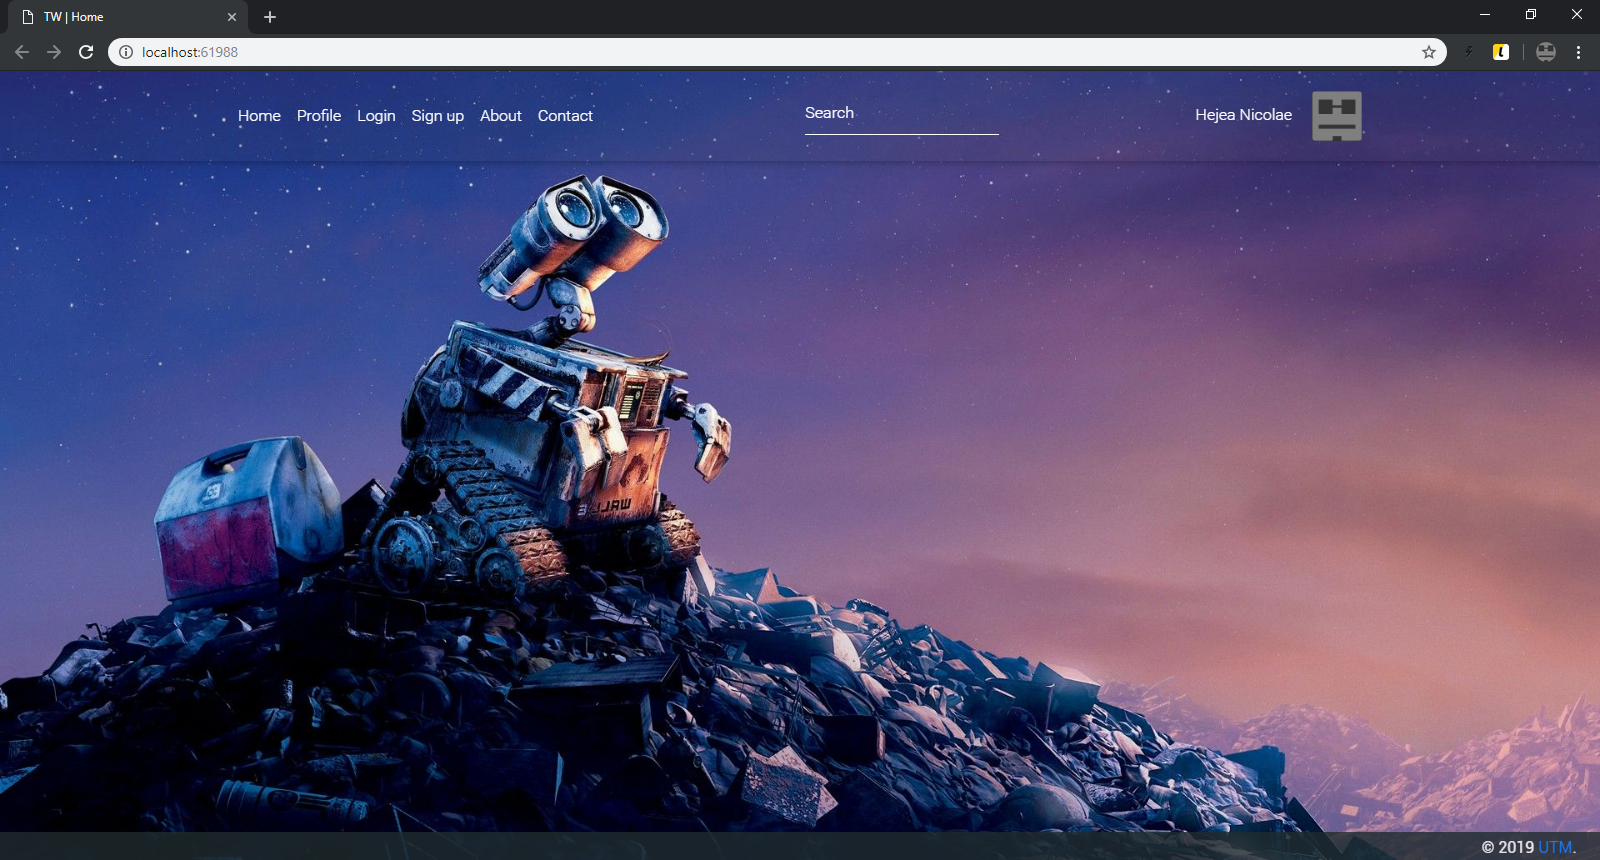 TW | Home
localhost:61988
Home Profile Login Sign up About Contact
Search
Hejea Nicolae
WALL-E
© 2019 UTM.